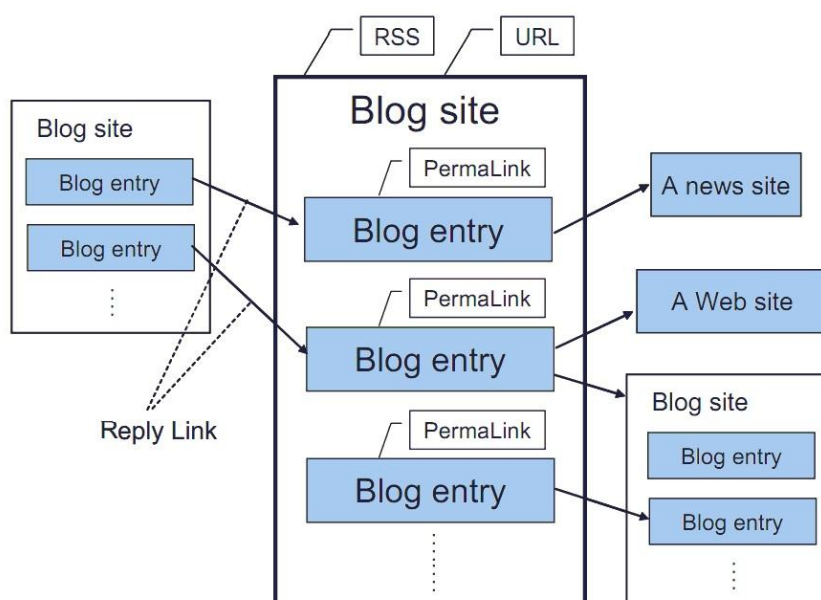 RSS
URL
Blog site
Blog entry
Blog entry
Reply Link
Blog site
PermaLink
Blog entry
PermaLink
Blog entry
PermaLink
Blog entry
A news site
A Web site
Blog site
Blog entry
Blog entry